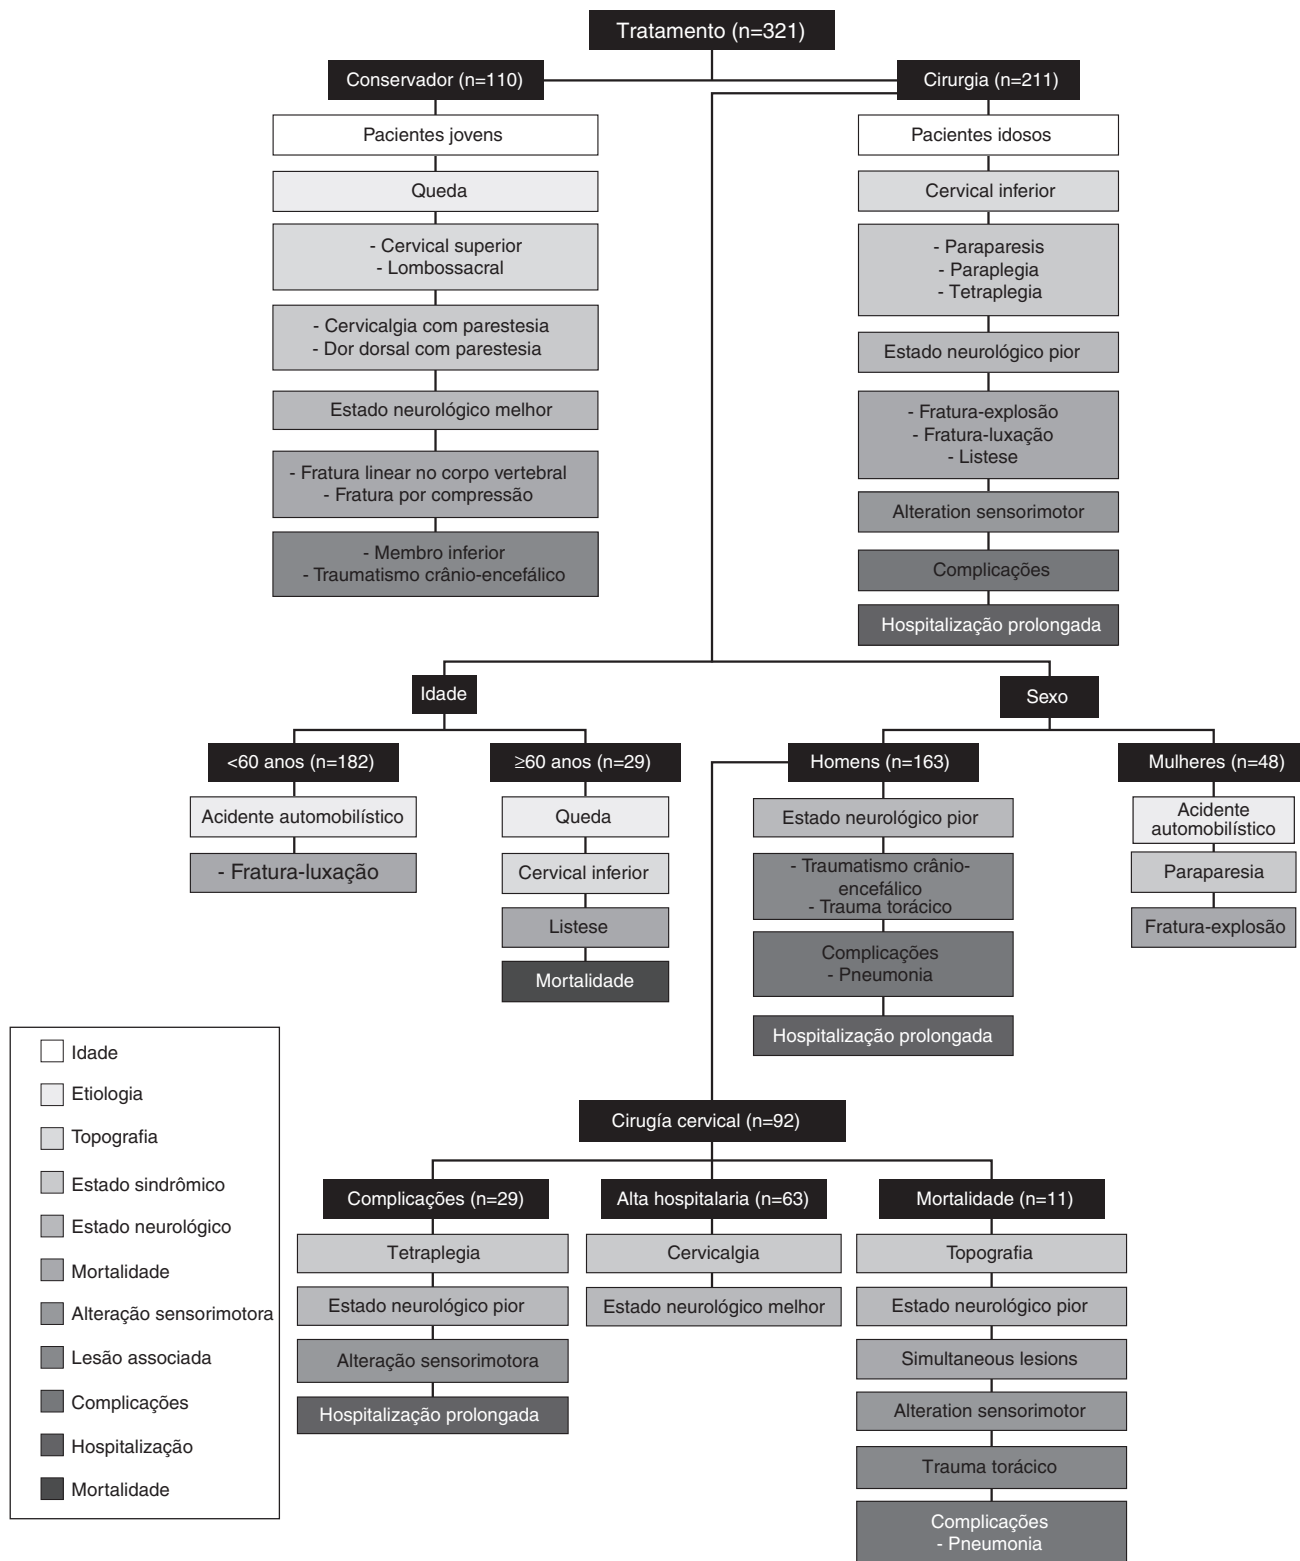 Tratamento (n=321)
Conservador (n=110)
Cirurgia (n=211)
Pacientes jovens
Queda
- Cervical superior
- Lombossacral
- Cervicalgia com parestesia
- Dor dorsal com parestesia
Estado neurológico melhor
- Fratura linear no corpo vertebral
- Fratura por compressão
- Membro inferior
- Traumatismo crânio-encefálico
Pacientes idosos
Cervical inferior
- Paraparesis
- Paraplegia
- Tetraplegia
Estado neurológico pior
- Fratura-explosão
- Fratura-luxação
- Listese
Alteration sensorimotor
Complicações
Hospitalização prolongada
Idade
Sexo
<60 anos (n=182)
Acidente automobilístico
- Fratura-luxação
≥60 anos (n=29)
Queda
Cervical inferior
Listese
Mortalidade
Homens (n=163)
Estado neurológico pior
- Traumatismo crânio-
encefálico
- Trauma torácico
Complicações
- Pneumonia
Hospitalização prolongada
Mulheres (n=48)
Acidente
automobilístico
Paraparesia
Fratura-explosão
Cirugía cervical (n=92)
Complicações (n=29)
Tetraplegia
Estado neurológico pior
Alteração sensorimotora
Hospitalização prolongada
Alta hospitalaria (n=63)
Cervicalgia
Estado neurológico melhor
Mortalidade (n=11)
Topografia
Estado neurológico pior
Simultaneous lesions
Alteration sensorimotor
Trauma torácico
Complicações
- Pneumonia
Idade
Etiologia
Topografia
Estado sindrômico
Estado neurológico
Mortalidade
Alteração sensorimotora
Lesão associada
Complicações
Hospitalização
Mortalidade